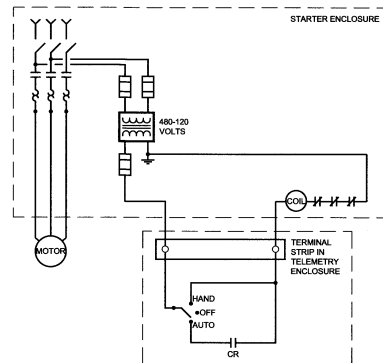 STARTER ENCLOSURE
480-120
VOLTS
COIL
MOTOR
TERMINAL
STRIP IN
TELEMETRY
ENCLOSURE
HAND
OFF
AUTO
CR